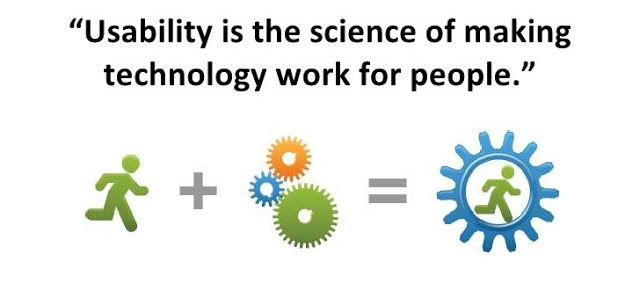 “Usability is the science of making
technology work for people.”
+ =